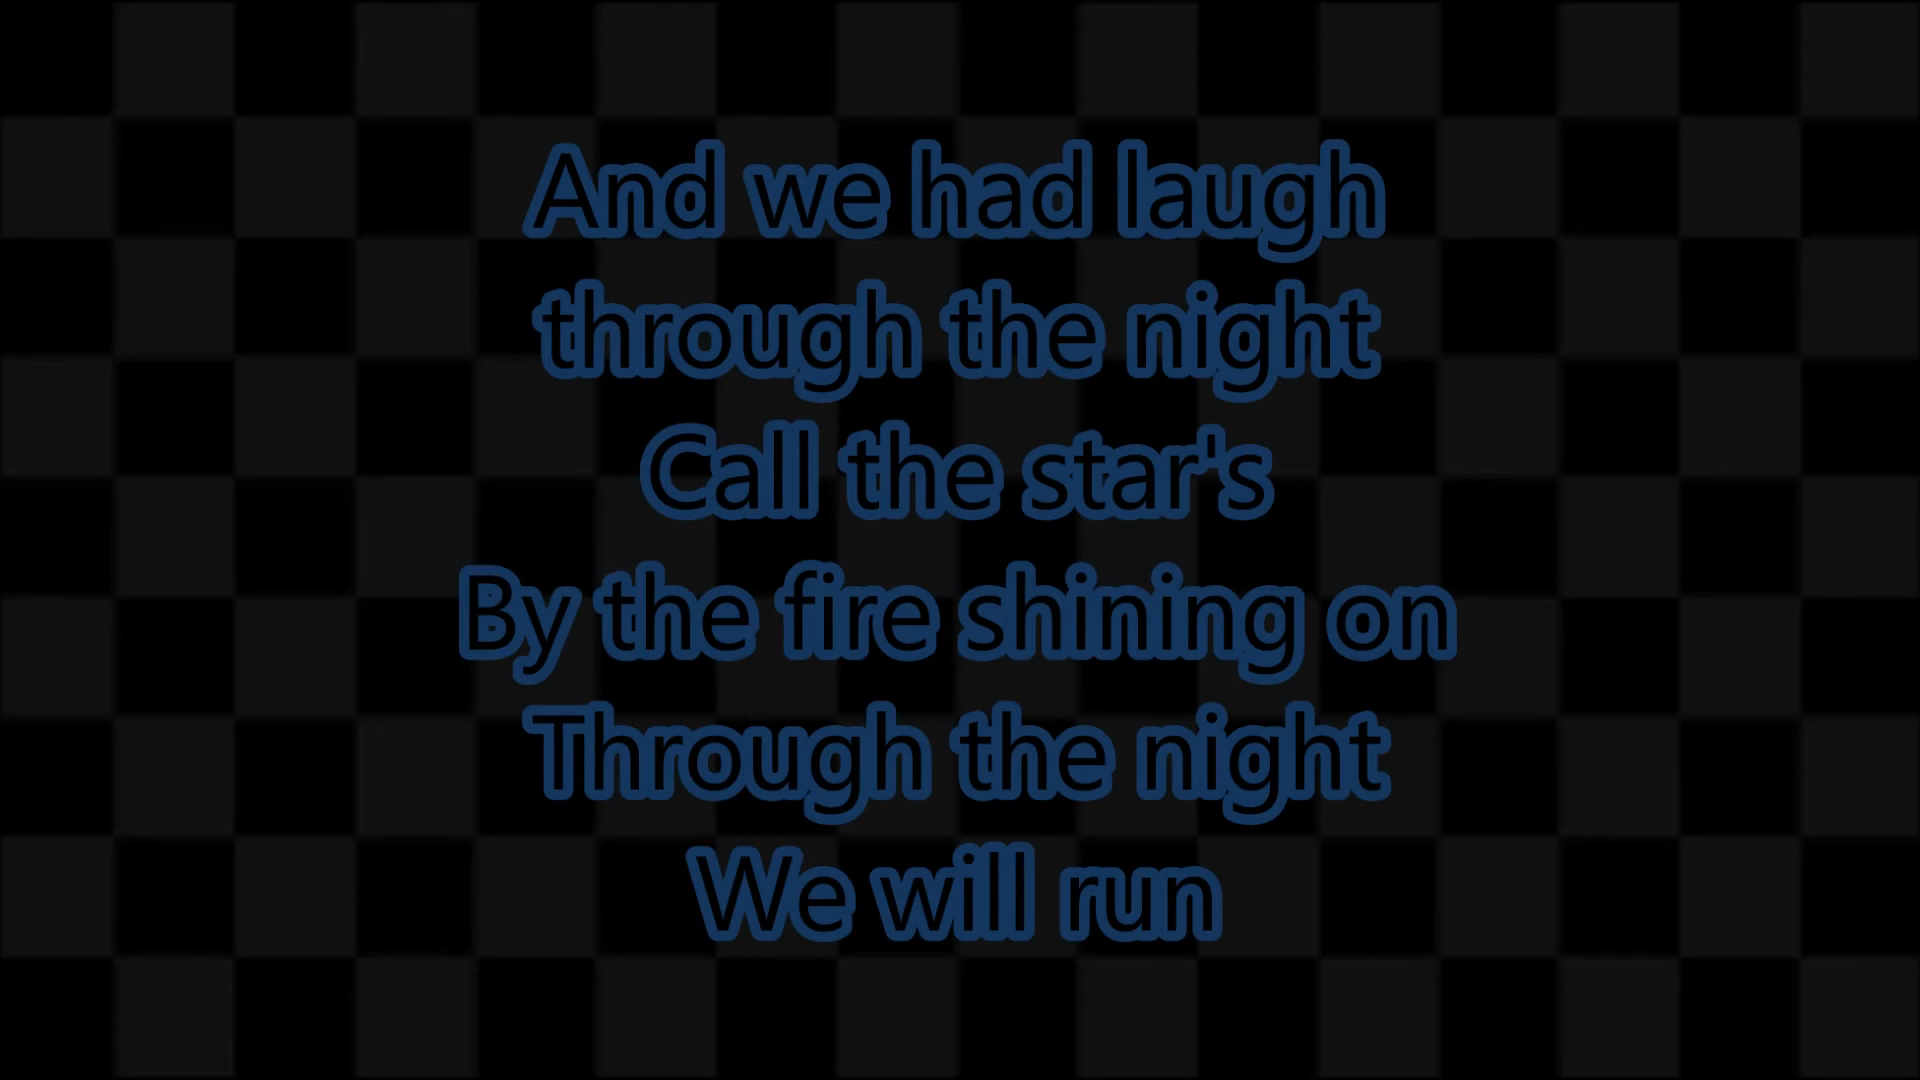 And we had laugh
through the night
Call the star's
By the fire shining on
Through the night
We will run